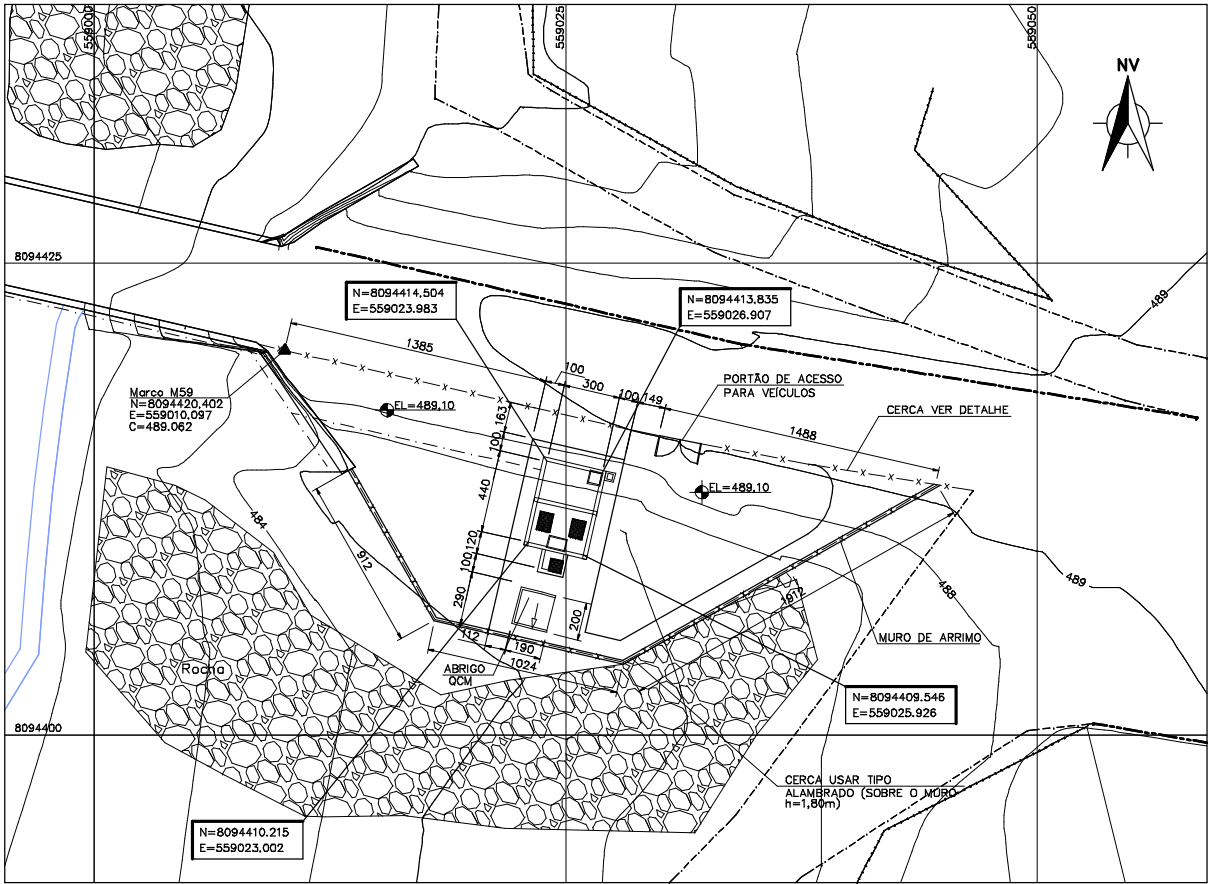 559000
559025
559050
NV
8094425
489
N=8094414,504
E=559023.983
N=8094413,835
E=559026.907
1385
100
300
100
149
PORTÃO DE ACESSO
PARA VEÍCULOS
Marco M59
N=8094420,402
E=559010,097
C=489.062
EL=489,10
163
100
1488
CERCA VER DETALHE
440
EL=489.10
484
912
120
100
290
200
1912
488
489
112
190
1024
MURO DE ARRIMO
Rocha
ABRIGO
QCM
N=8094409.546
E=559025.926
8094400
CERCA USAR TIPO
ALAMBRADO (SOBRE O MURO
h=1,80m)
N=8094410.215
E=559023,002